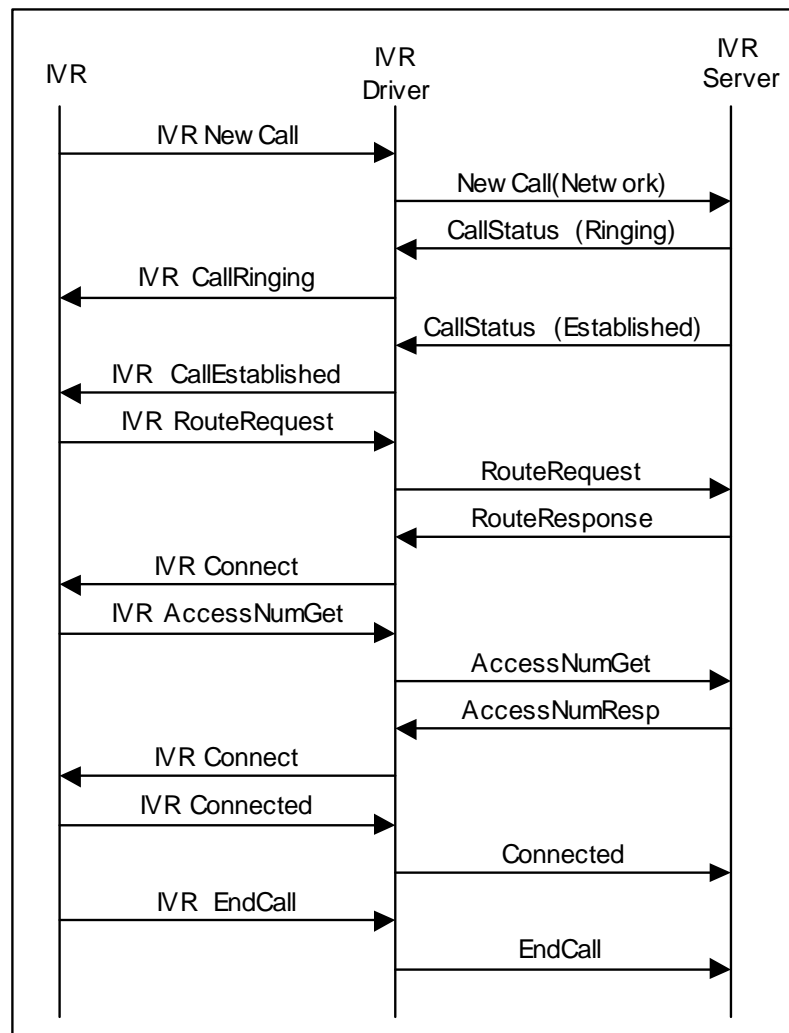 IVR
IVR
Driver
IVR
Server
IVR New Call
New Call(Network)
CallStatus (Ringing)
IVR CallRinging
CallStatus (Established)
IVR CallEstablished
IVR RouteRequest
RouteRequest
RouteResponse
IVR Connect
IVR AccessNumGet
AccessNumGet
AccessNumResp
IVR Connect
IVR Connected
Connected
IVR EndCall
EndCall